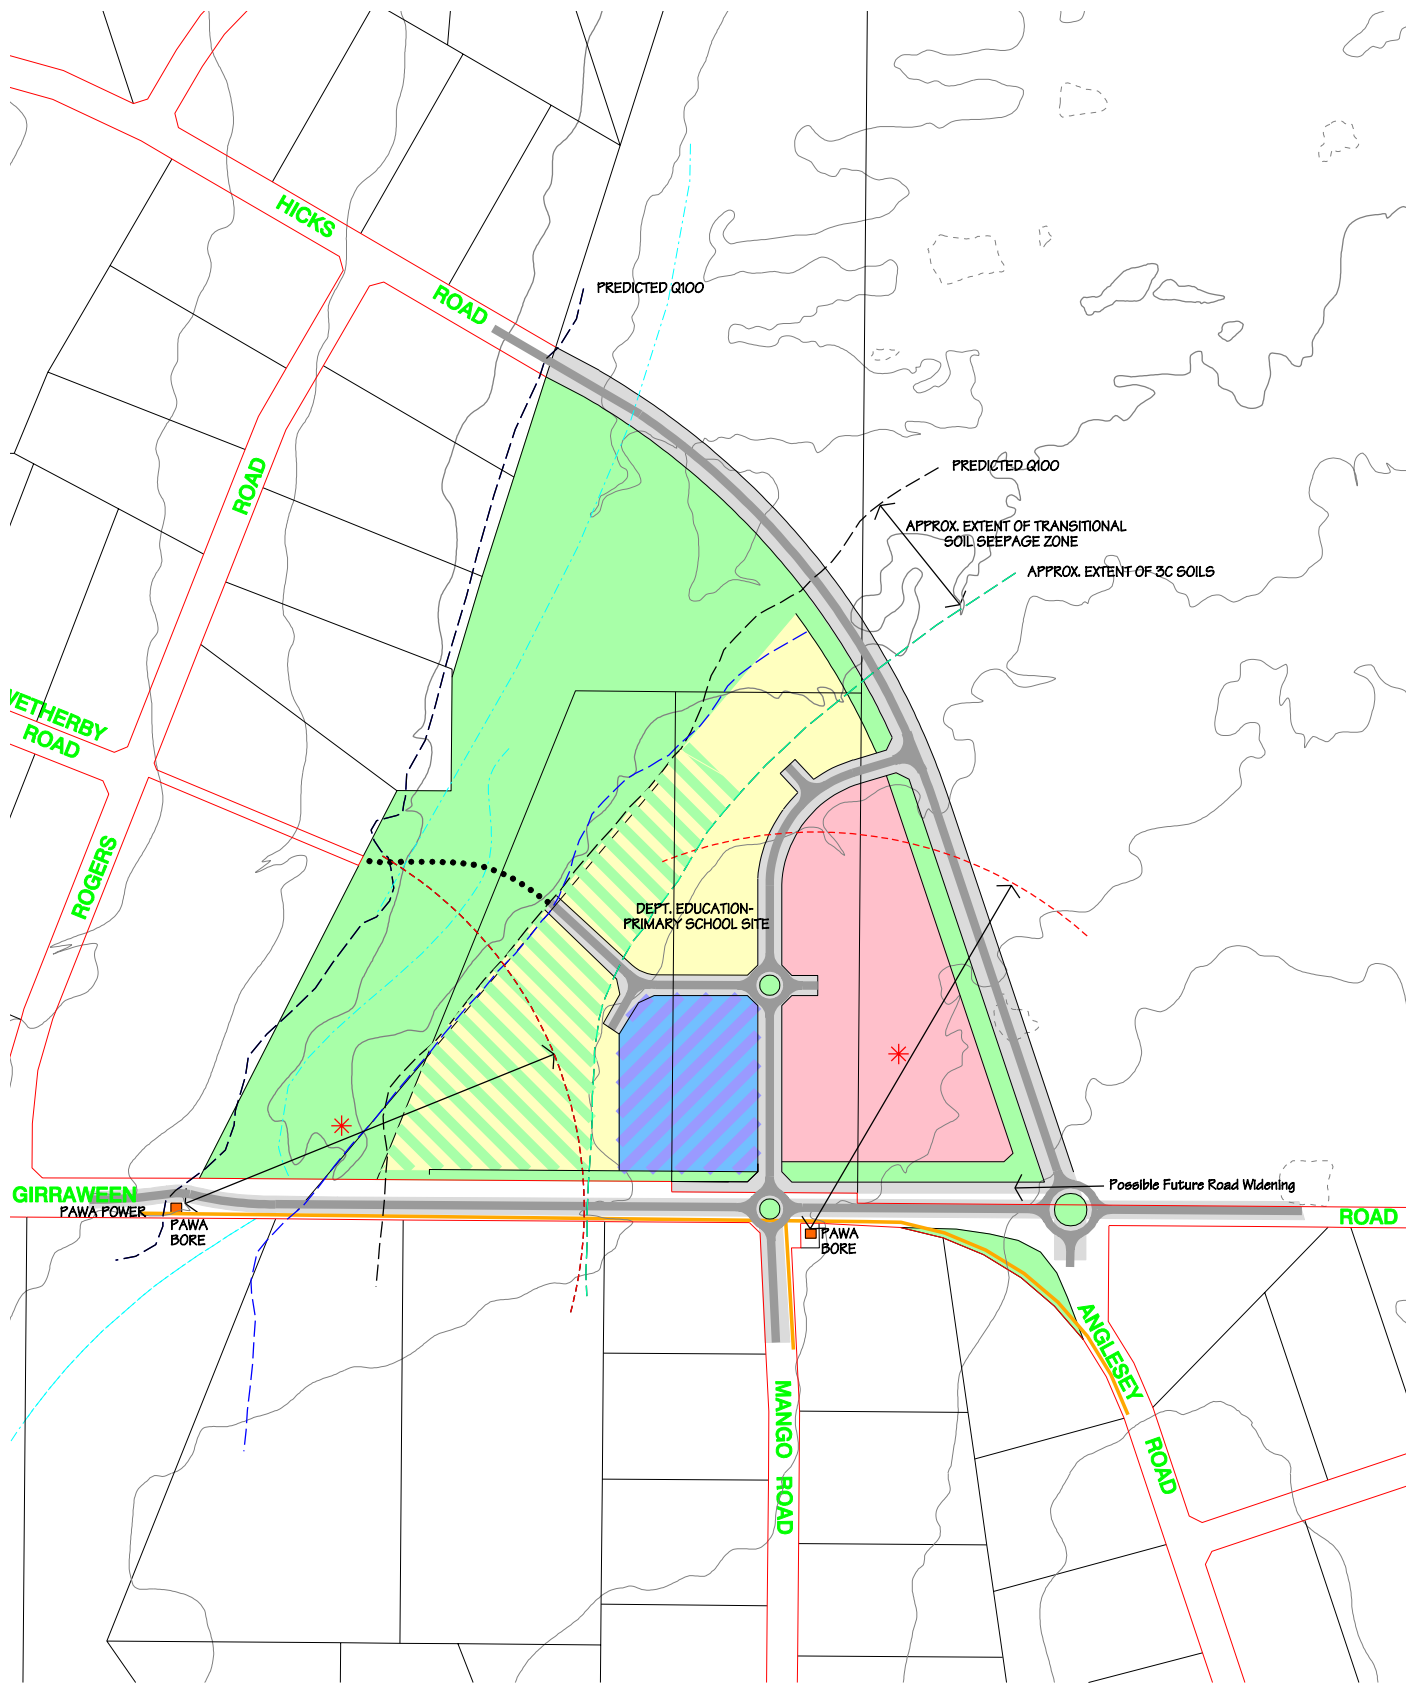 HICKS
ROAD
PREDICTED Q100
PREDICTED Q100
APPROX. EXTENT OF TRANSITIONAL
SOIL SEEPAGE ZONE
APPROX. EXTENT OF 3C SOILS
ROAD
WETHERBY
ROAD
ROGERS
DEPT. EDUCATION-
PRIMARY SCHOOL SITE
GIRRAWEEN
PAWA POWER
PAWA
BORE
PAWA
BORE
Possible Future Road Widening
ROAD
ANGLESEY
ROAD
MANGO
ROAD